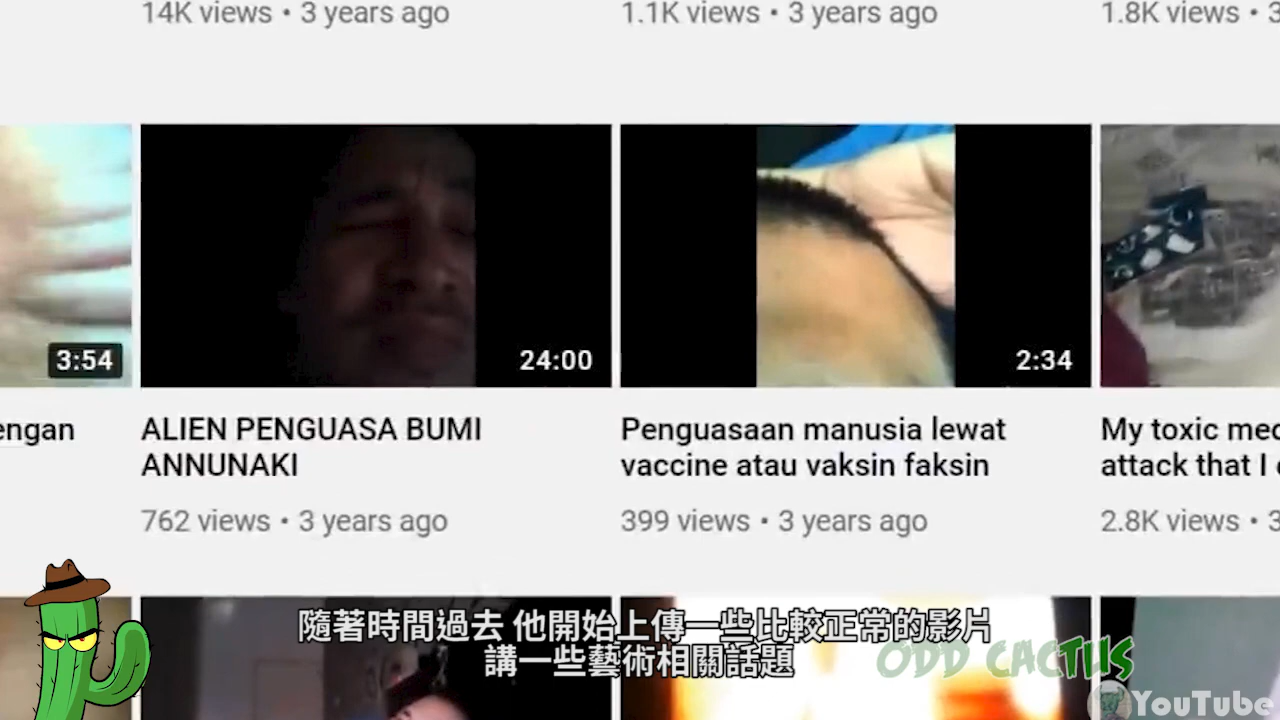 14K views • 3 years ago
1.1K views • 3 years ago
1.8K views • 3
3:54
24:00
2:34
engan
ALIEN PENGUASA BUMI
ANNUNAKI
762 views • 3 years ago
Penguasaan manusia lewat
vaccine atau vaksin faksin
399 views • 3 years ago
My toxic med
attack that I
2.8K views • 3
隨著時間過去 他開始上傳一些比較正常的影片
講一些藝術相關話題
ODD CACTUS
YouTube